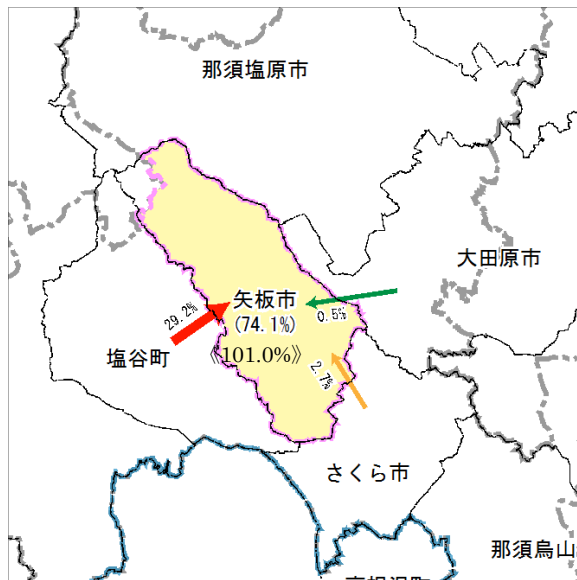 那須塩原市
大田原市
矢板市
(74.1%)
《101.0%》
29.2%
0.5%
2.7%
塩谷町
さくら市
那須烏山